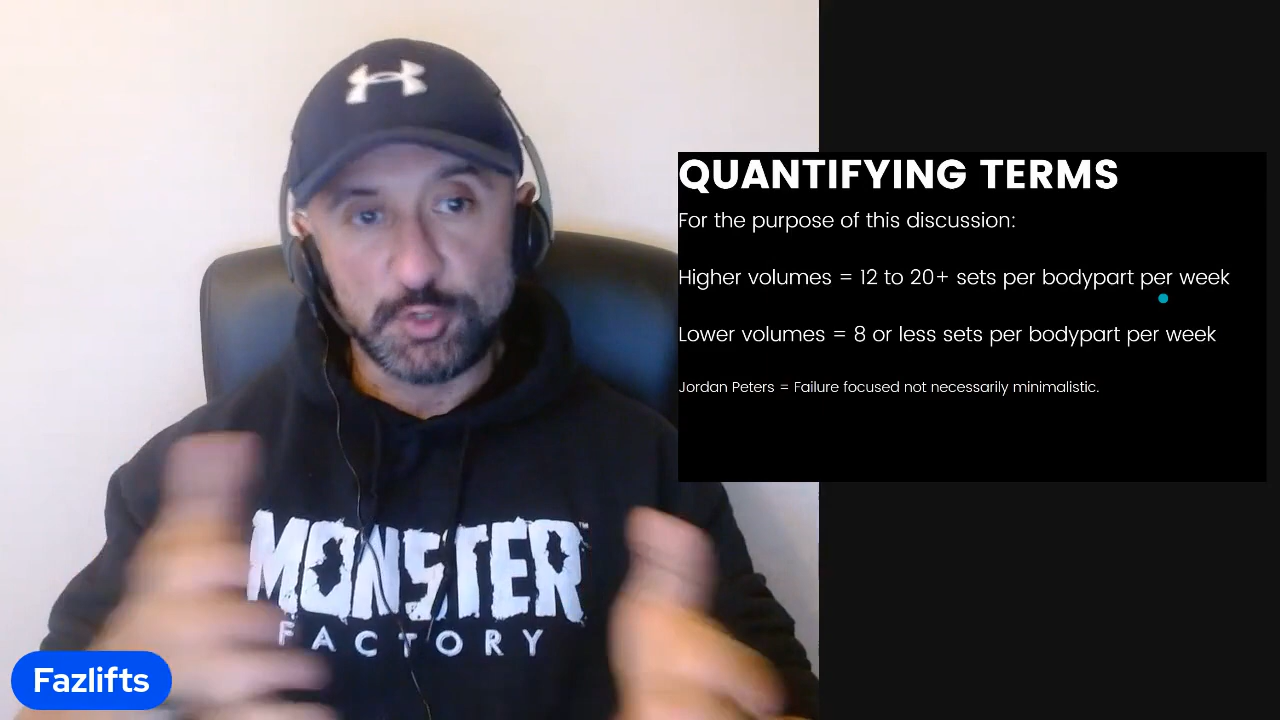 QUANTIFYING TERMS
For the purpose of this discussion:
Higher volumes = 12 to 20+ sets per bodypart per week
Lower volumes = 8 or less sets per bodypart per week
Jordan Peters = Failure focused not necessarily minimalistic.
MONSTER™
FACTORY
Fazlifts